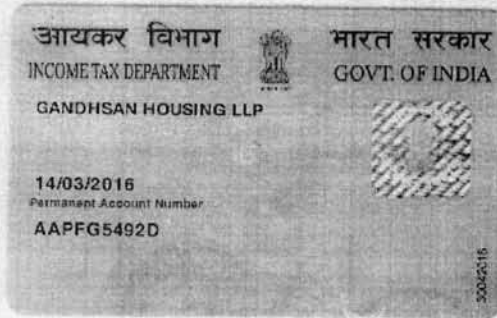 आयकर विभाग
INCOME TAX DEPARTMENT
भारत सरकार
GOVT. OF INDIA
GANDHSAN HOUSING LLP
14/03/2016
Permanent Account Number
AAPFG5492D
30042016